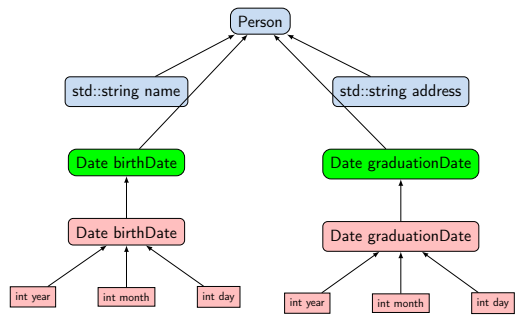 Person
std::string name
std::string address
Date birthDate
Date graduationDate
Date birthDate
Date graduationDate
int year
int month
int day
int year
int month
int day